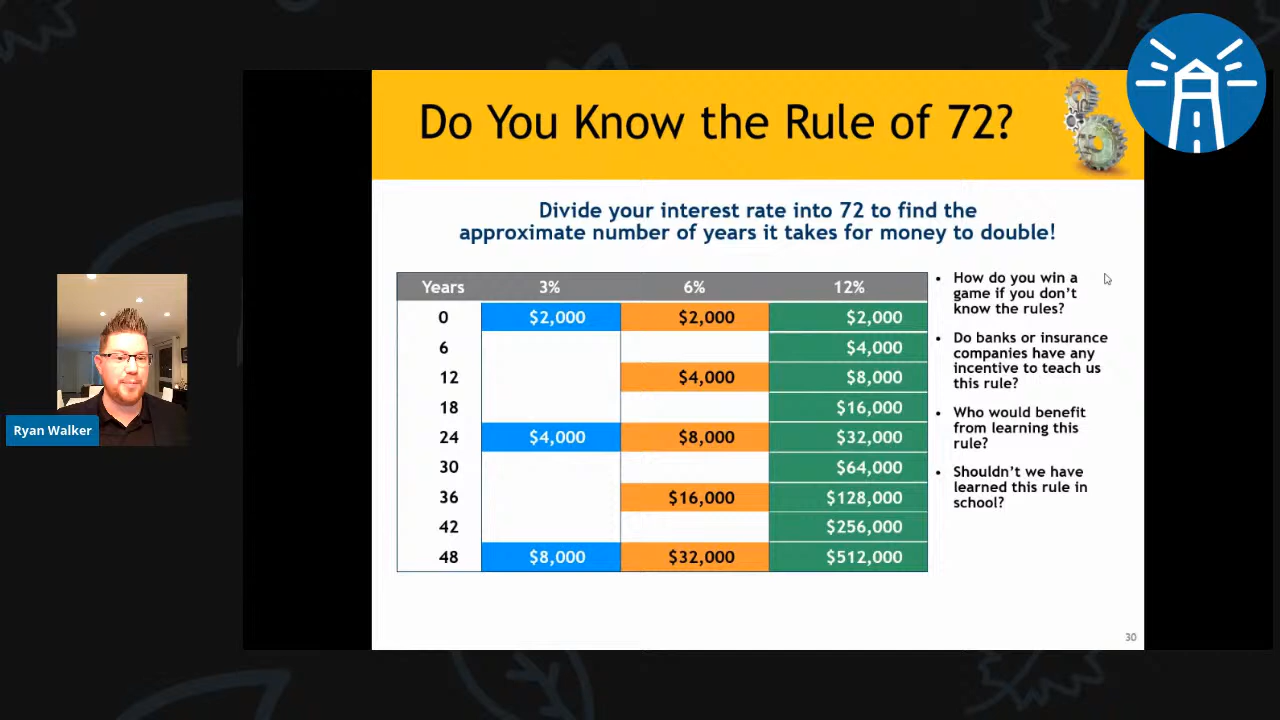 Do You Know the Rule of 72?
Divide your interest rate into 72 to find the
approximate number of years it takes for money to double!
Years 3% 6% 12%
0 $2,000 $2,000 $2,000
6 $4,000
12 $4,000 $8,000
18 $16,000
24 $4,000 $8,000 $32,000
30 $64,000
36 $16,000 $128,000
42 $256,000
48 $8,000 $32,000 $512,000
• How do you win a
game if you don't
know the rules?
• Do banks or insurance
companies have any
incentive to teach us
this rule?
• Who would benefit
from learning this
rule?
• Shouldn't we have
learned this rule in
school?
Ryan Walker
30